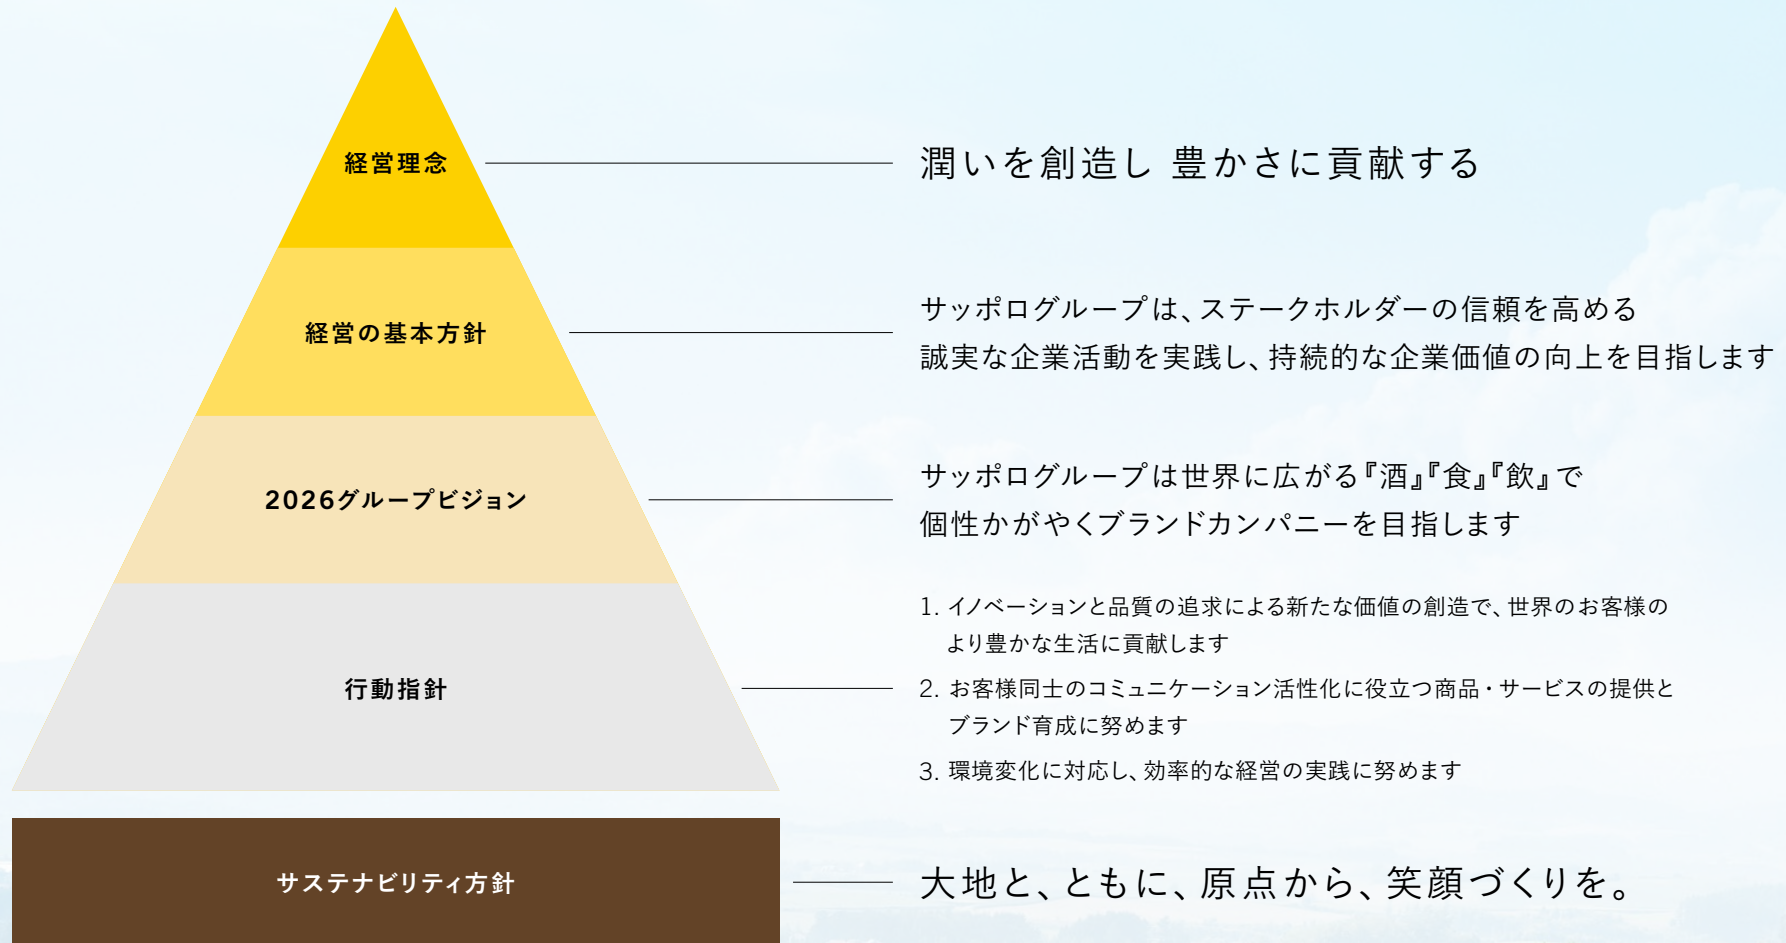 経営理念
潤いを創造し 豊かさに貢献する
経営の基本方針
サッポログループは、ステークホルダーの信頼を高める
誠実な企業活動を実践し、持続的な企業価値の向上を目指します
2026グループビジョン
サッポログループは世界に広がる『酒』『食』『飲』で
個性かがやくブランドカンパニーを目指します
行動指針
1. イノベーションと品質の追求による新たな価値の創造で、世界のお客様の
より豊かな生活に貢献します
2. お客様同士のコミュニケーション活性化に役立つ商品・サービスの提供と
ブランド育成に努めます
3. 環境変化に対応し、効率的な経営の実践に努めます
サステナビリティ方針
大地と、ともに、原点から、笑顔づくりを。